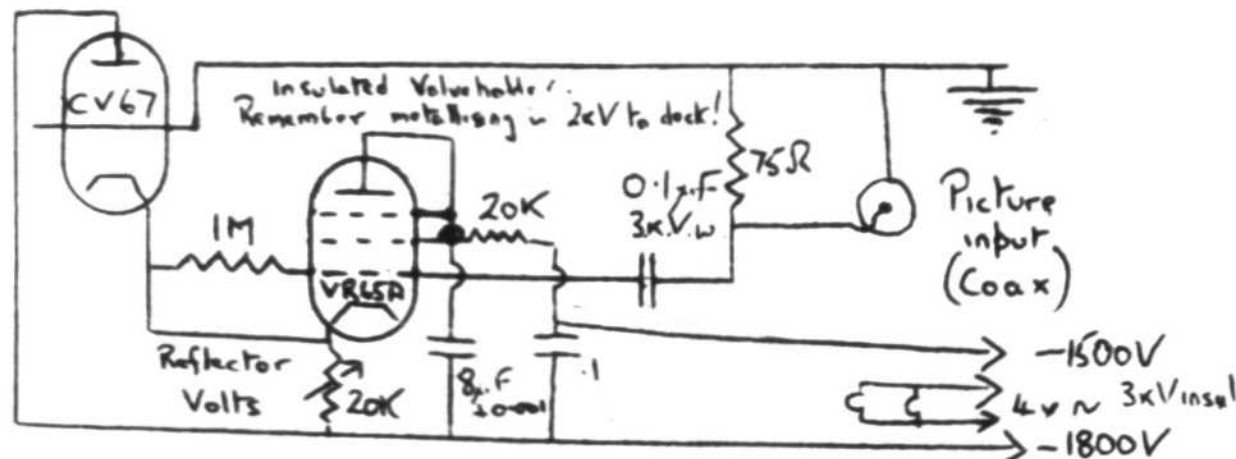 CV67
Insulated Valveholder.
Remember metallising is 2kV to deck!
75Ω
0.1μF
3K.V.w
20K
1M
VR65A
Picture
input
(Coax)
Reflector
Volts
20K
8μF
.1
-1500V
4v ~ 3KV insul
-1800V